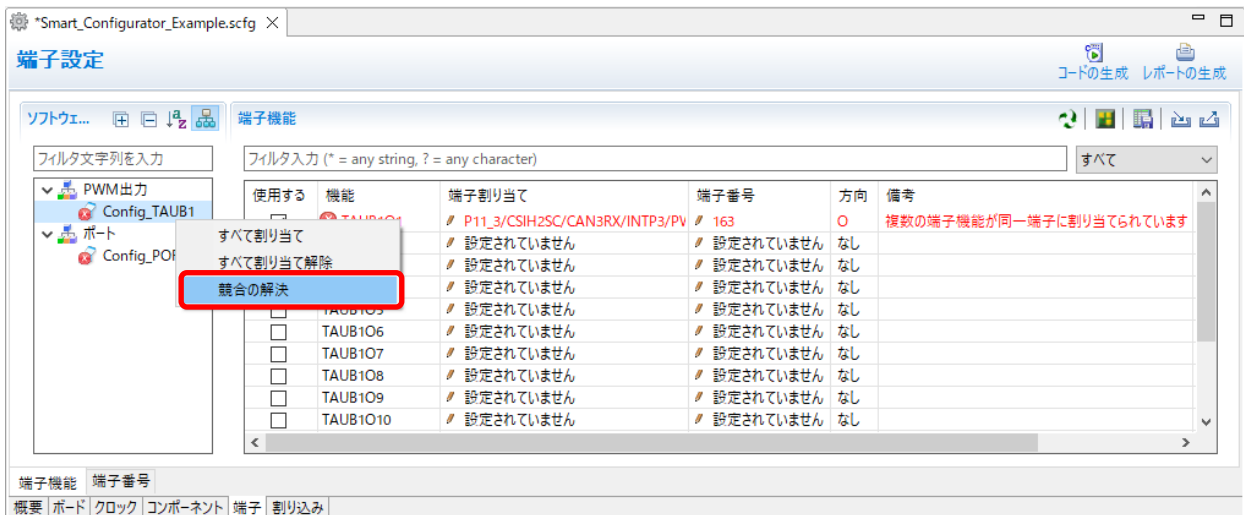 *Smart_Configurator_Example.scfg
端子設定
コードの生成 レポートの生成
ソフトウェ...
端子機能
フィルタ文字列を入力
フィルタ入力 (* = any string, ? = any character)
すべて
PWM出力
Config_TAUB1
ポート
すべて割り当て
すべて割り当て解除
競合の解決
使用する 機能 端子割り当て 端子番号 方向 備考
TAUB1O1 P11_3/CSIH2SC/CAN3RX/INTP3/PV 163 O 複数の端子機能が同一端子に割り当てられています
設定されていません 設定されていません なし
設定されていません 設定されていません なし
設定されていません 設定されていません なし
TAUB1O5 設定されていません 設定されていません なし
TAUB1O6 設定されていません 設定されていません なし
TAUB1O7 設定されていません 設定されていません なし
TAUB1O8 設定されていません 設定されていません なし
TAUB1O9 設定されていません 設定されていません なし
TAUB1O10 設定されていません 設定されていません なし
端子機能 端子番号
概要 ボード クロック コンポーネント 端子 割り込み